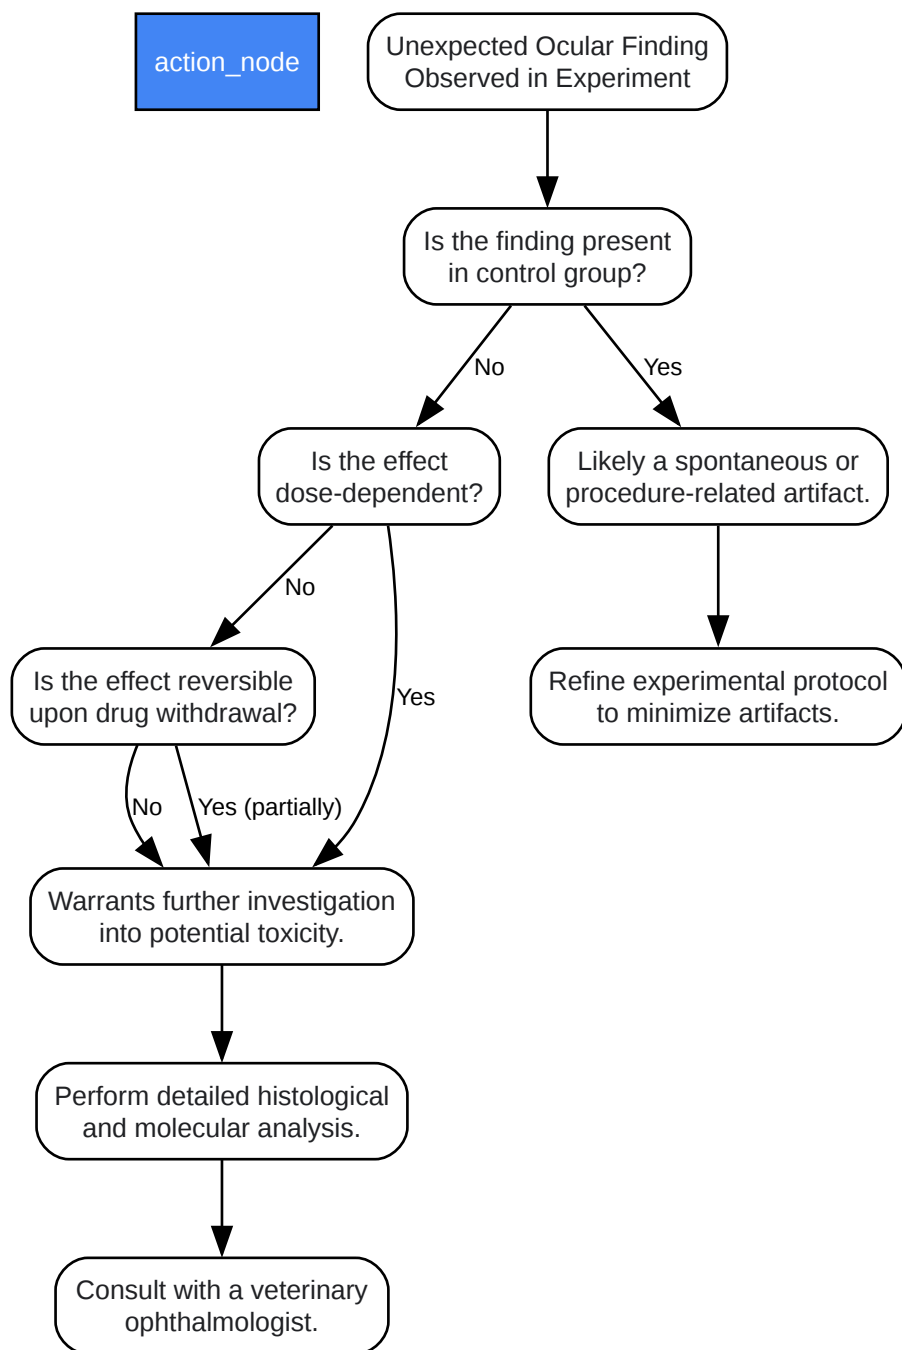 action_node
Unexpected Ocular Finding
Observed in Experiment
Is the finding present
in control group?
No
Yes
Is the effect
dose-dependent?
Likely a spontaneous or
procedure-related artifact.
No
Is the effect reversible
upon drug withdrawal?
Yes
Refine experimental protocol
to minimize artifacts.
No
Yes (partially)
Warrants further investigation
into potential toxicity.
Perform detailed histological
and molecular analysis.
Consult with a veterinary
ophthalmologist.